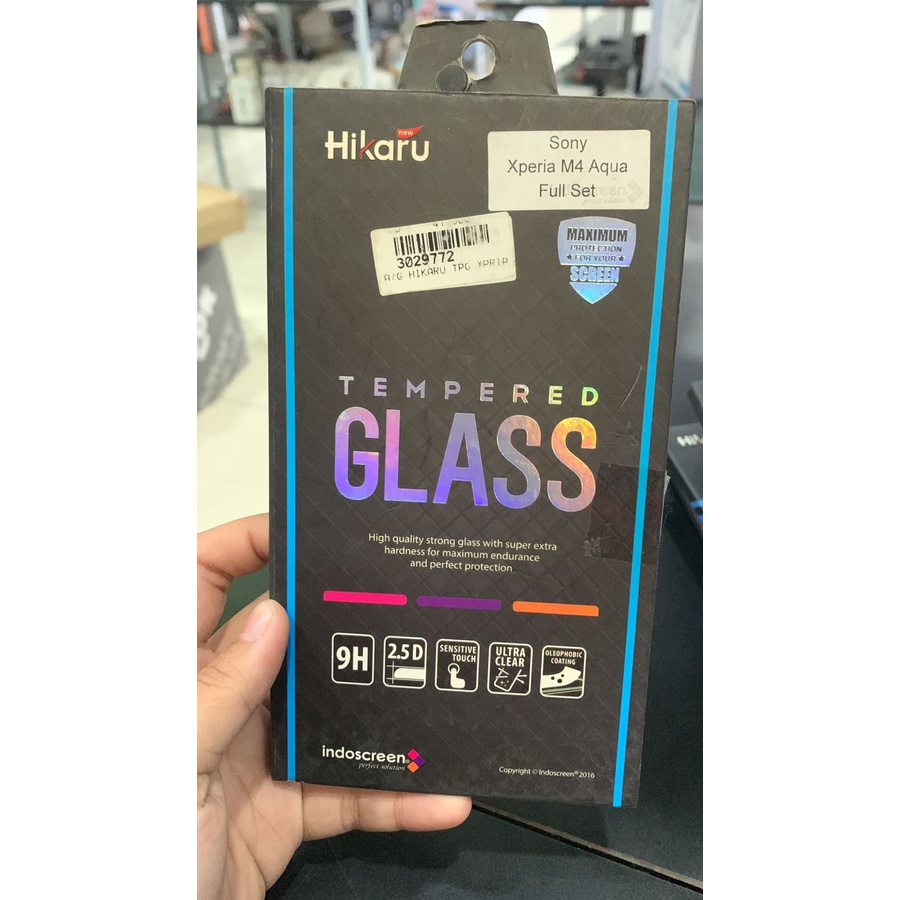 new
Hikaru
Sony
Xperia M4 Aqua
Full Set
3029772
A/G HIKARU TPG XPRIA
MAXIMUM
PROTECTION
FOR YOUR
SCREEN
TEMPERED
GLASS
High quality strong glass with super extra
hardness for maximum endurance
and perfect protection
9H
2.5 D
SENSITIVE
TOUCH
ULTRA
CLEAR
OLEOPHOBIC
COATING
indoscreen®
perfect solution
Copyright © Indoscreen® 2016